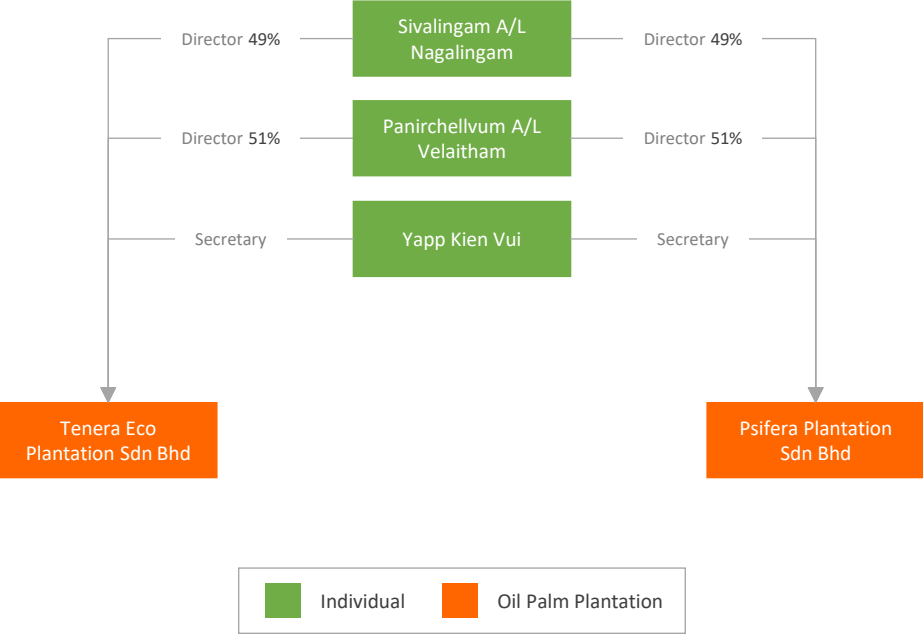 Sivalingam A/L
Nagalingam
Director 49%
Director 49%
Panirchellvum A/L
Velaitham
Director 51%
Director 51%
Yapp Kien Vui
Secretary
Secretary
Tenera Eco
Plantation Sdn Bhd
Psifera Plantation
Sdn Bhd
Individual
Oil Palm Plantation